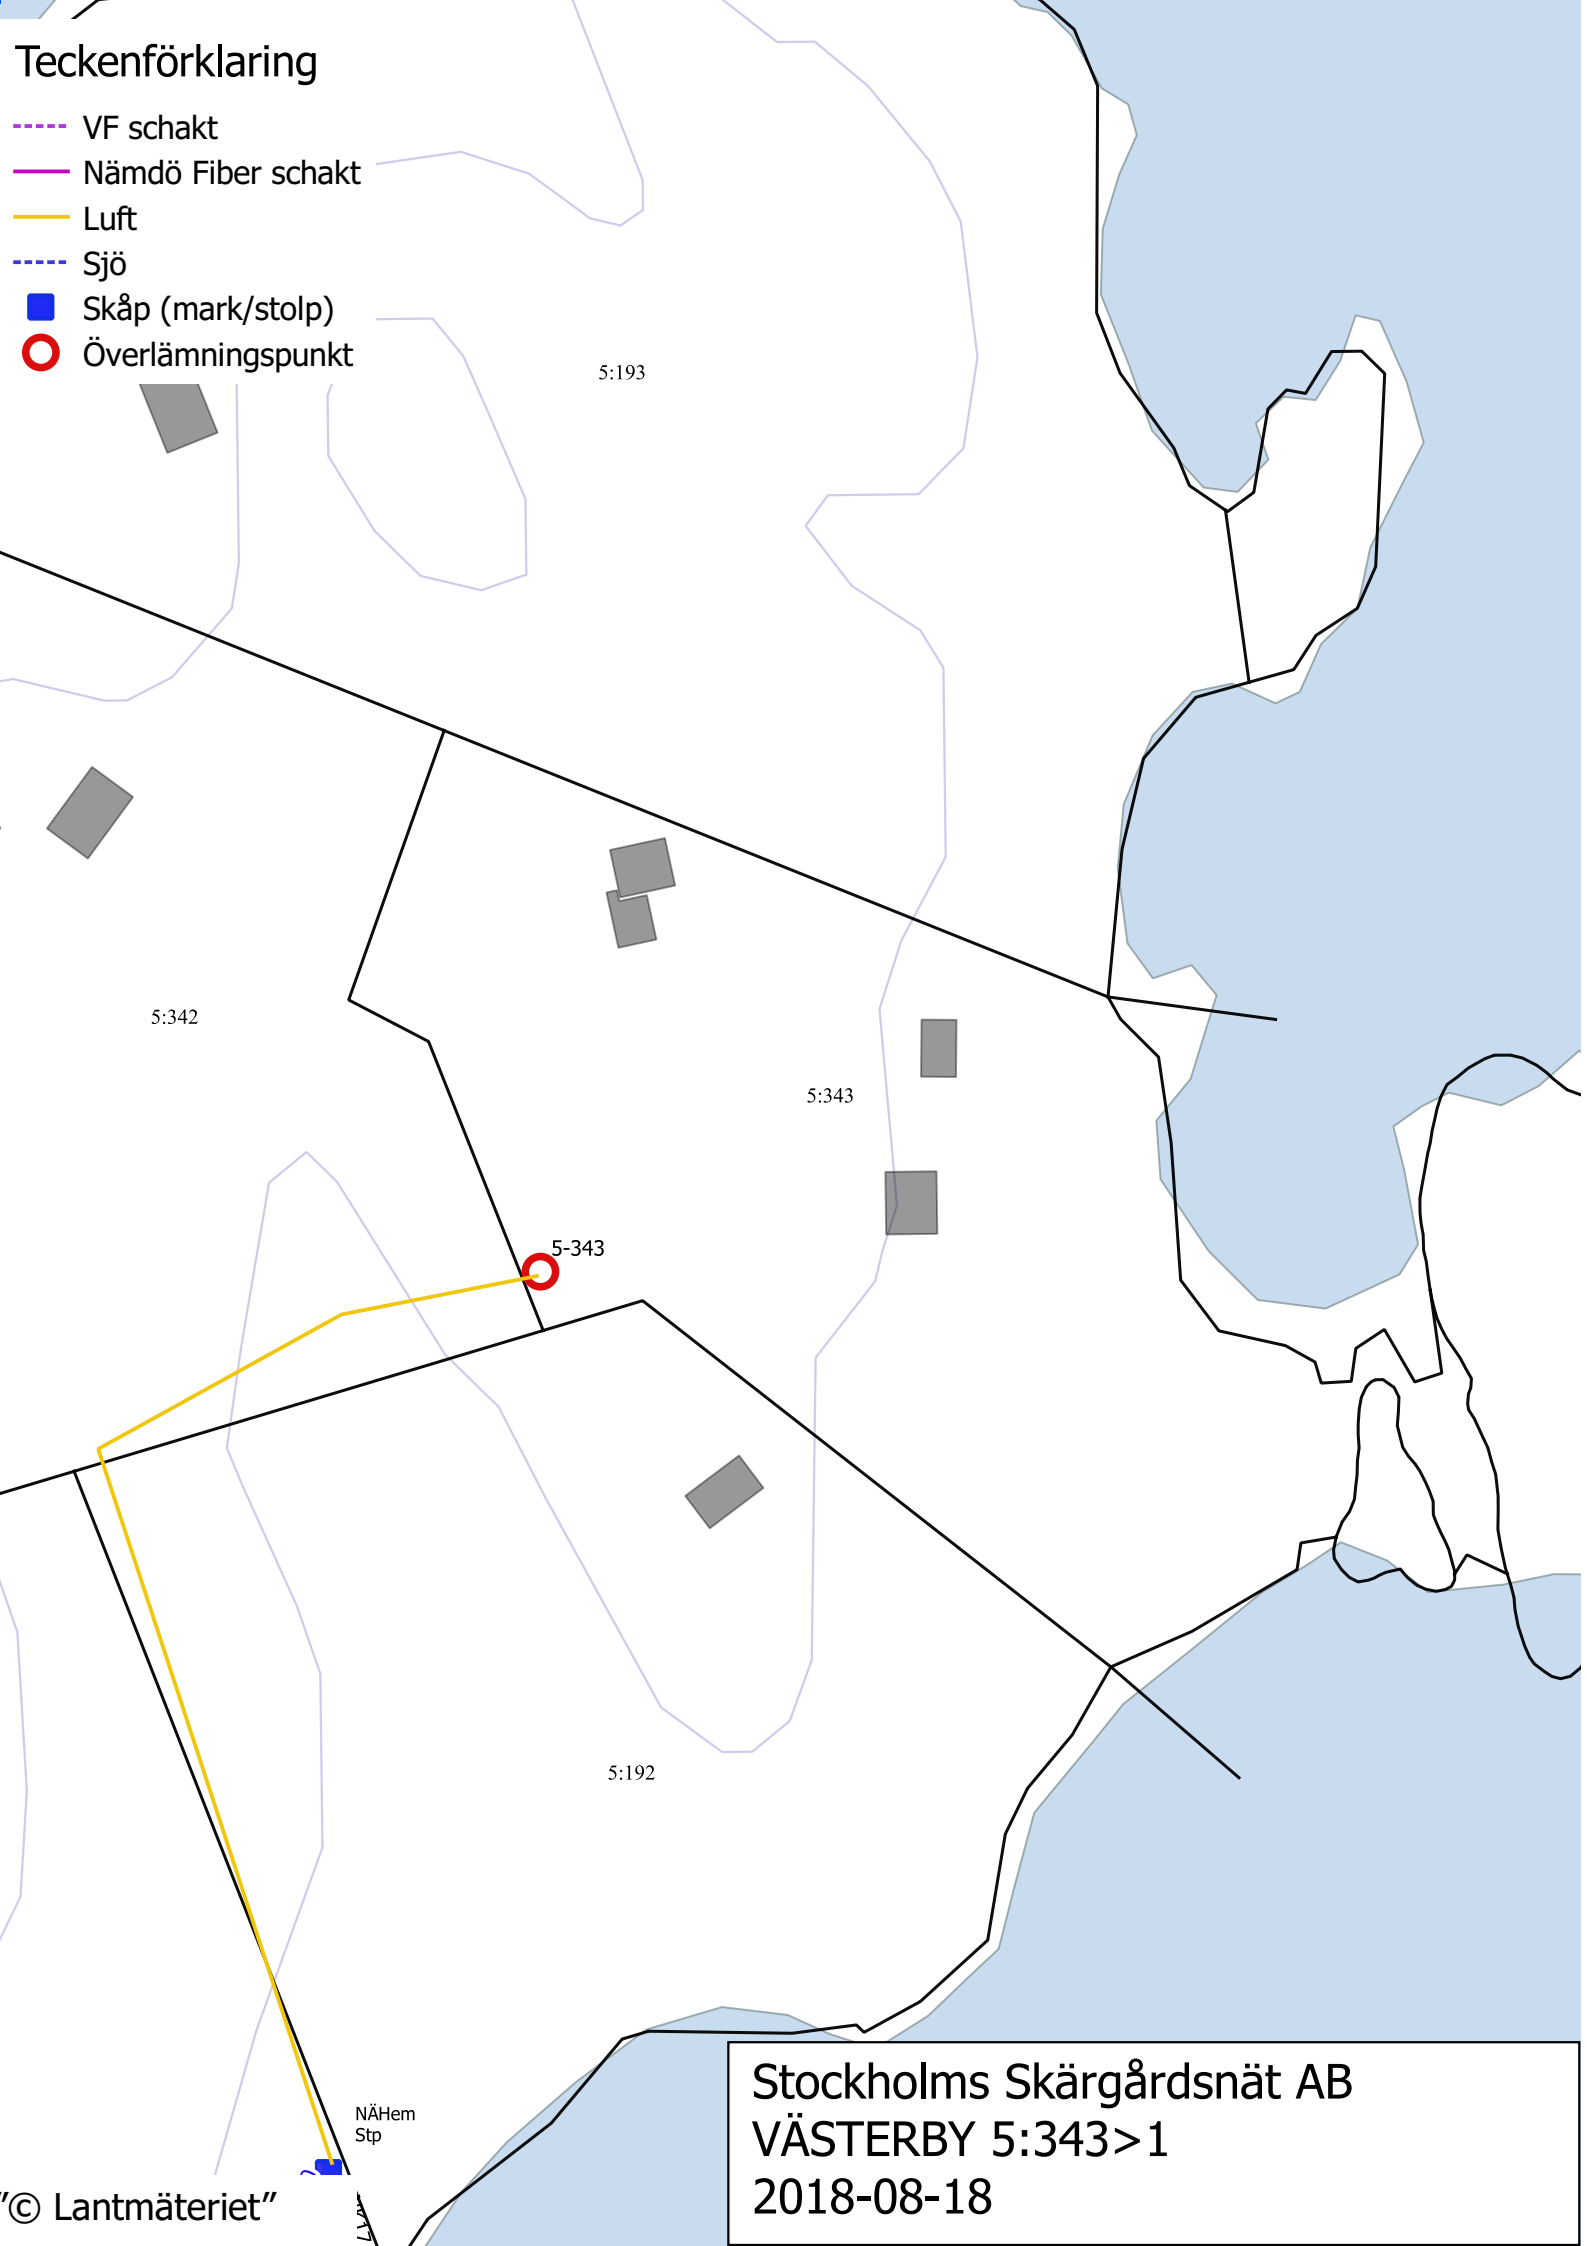 Teckenförklaring
VF schakt
Nämdö Fiber schakt
Luft
Sjö
Skåp (mark/stolp)
Överlämningspunkt
5:193
5:342
5:343
5-343
5:192
NÄHem
Stp
"© Lantmäteriet"
Stockholms Skärgårdsnät AB
VÄSTERBY 5:343>1
2018-08-18